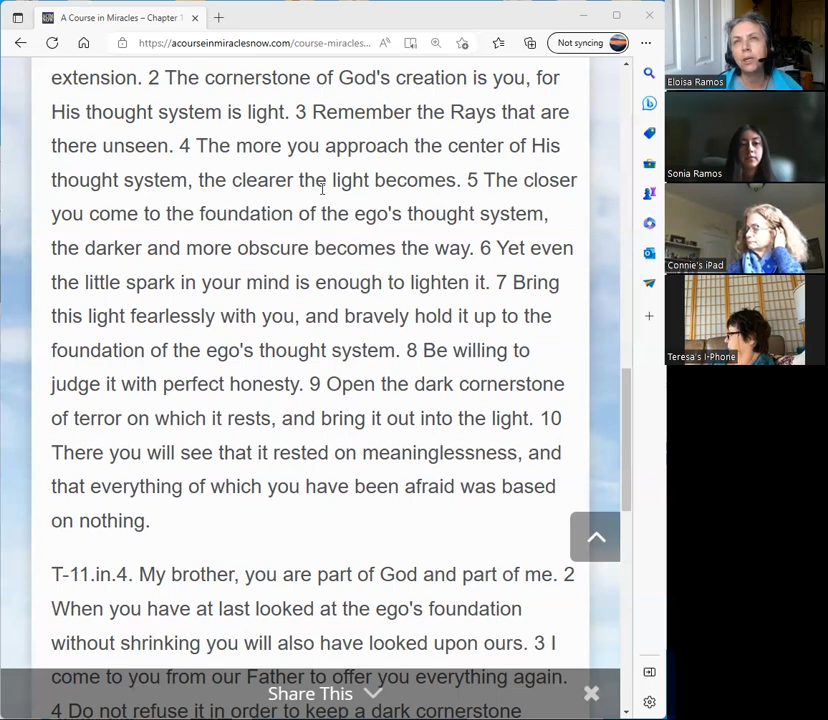 A Course in Miracles – Chapter 1
https://acourseinmiraclesnow.com/course-miracles...
Not syncing
extension. 2 The cornerstone of God's creation is you, for
His thought system is light. 3 Remember the Rays that are
there unseen. 4 The more you approach the center of His
thought system, the clearer the light becomes. 5 The closer
you come to the foundation of the ego's thought system,
the darker and more obscure becomes the way. 6 Yet even
the little spark in your mind is enough to lighten it. 7 Bring
this light fearlessly with you, and bravely hold it up to the
foundation of the ego's thought system. 8 Be willing to
judge it with perfect honesty. 9 Open the dark cornerstone
of terror on which it rests, and bring it out into the light. 10
There you will see that it rested on meaninglessness, and
that everything of which you have been afraid was based
on nothing.
T-11.in.4. My brother, you are part of God and part of me. 2
When you have at last looked at the ego's foundation
without shrinking you will also have looked upon ours. 3 I
come to you from our Father to offer you everything again.
4 Do not refuse it in order to keep a dark cornerstone
Share This
Eloisa Ramos
Sonia Ramos
Connie's iPad
Teresa's I-Phone